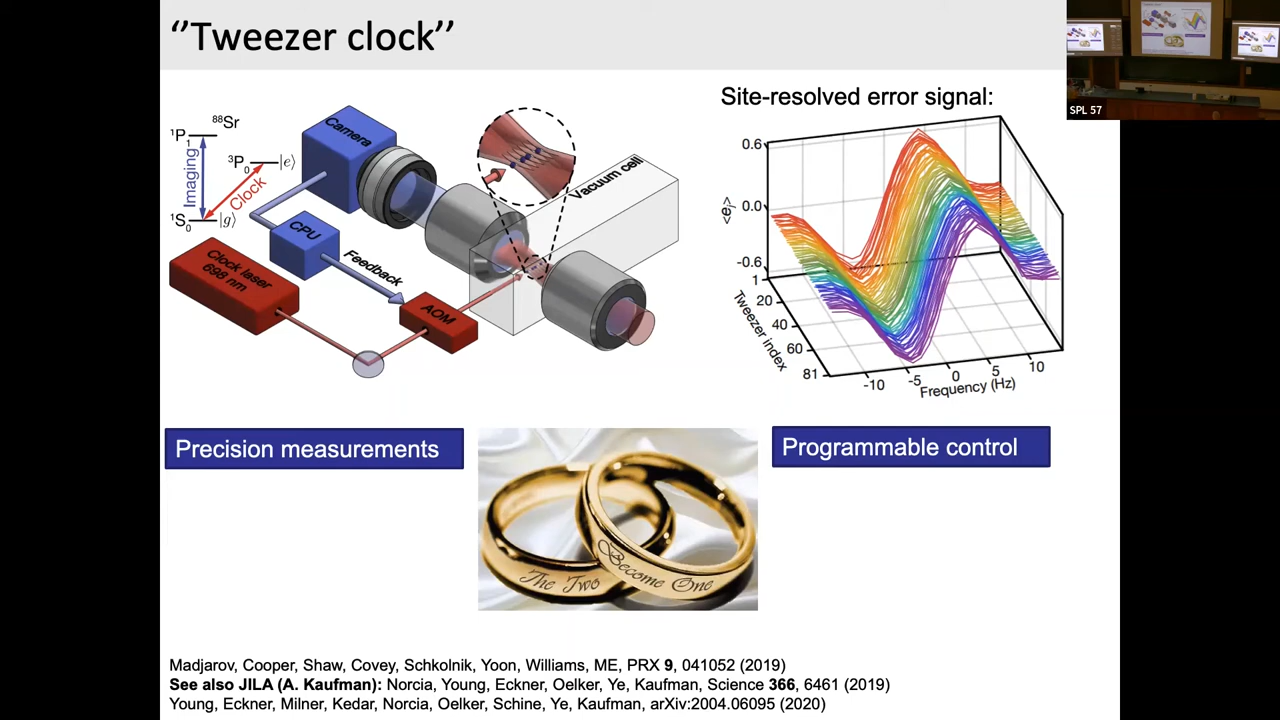 ‘’Tweezer clock’’
Site-resolved error signal:
88Sr
1P1
3P0
|e⟩
Imaging
Clock
1S0
|g⟩
Camera
CPU
Feedback
Clock laser
698 nm
AOM
Vacuum cell
0.6
0.0
-0.6
<ej>
1
20
40
60
81
Tweezer index
-10
-5
0
5
10
Frequency (Hz)
SPL 57
Precision measurements
Programmable control
The Two
Become One
Madjarov, Cooper, Shaw, Covey, Schkolnik, Yoon, Williams, ME, PRX 9, 041052 (2019)
See also JILA (A. Kaufman): Norcia, Young, Eckner, Oelker, Ye, Kaufman, Science 366, 6461 (2019)
Young, Eckner, Milner, Kedar, Norcia, Oelker, Schine, Ye, Kaufman, arXiv:2004.06095 (2020)